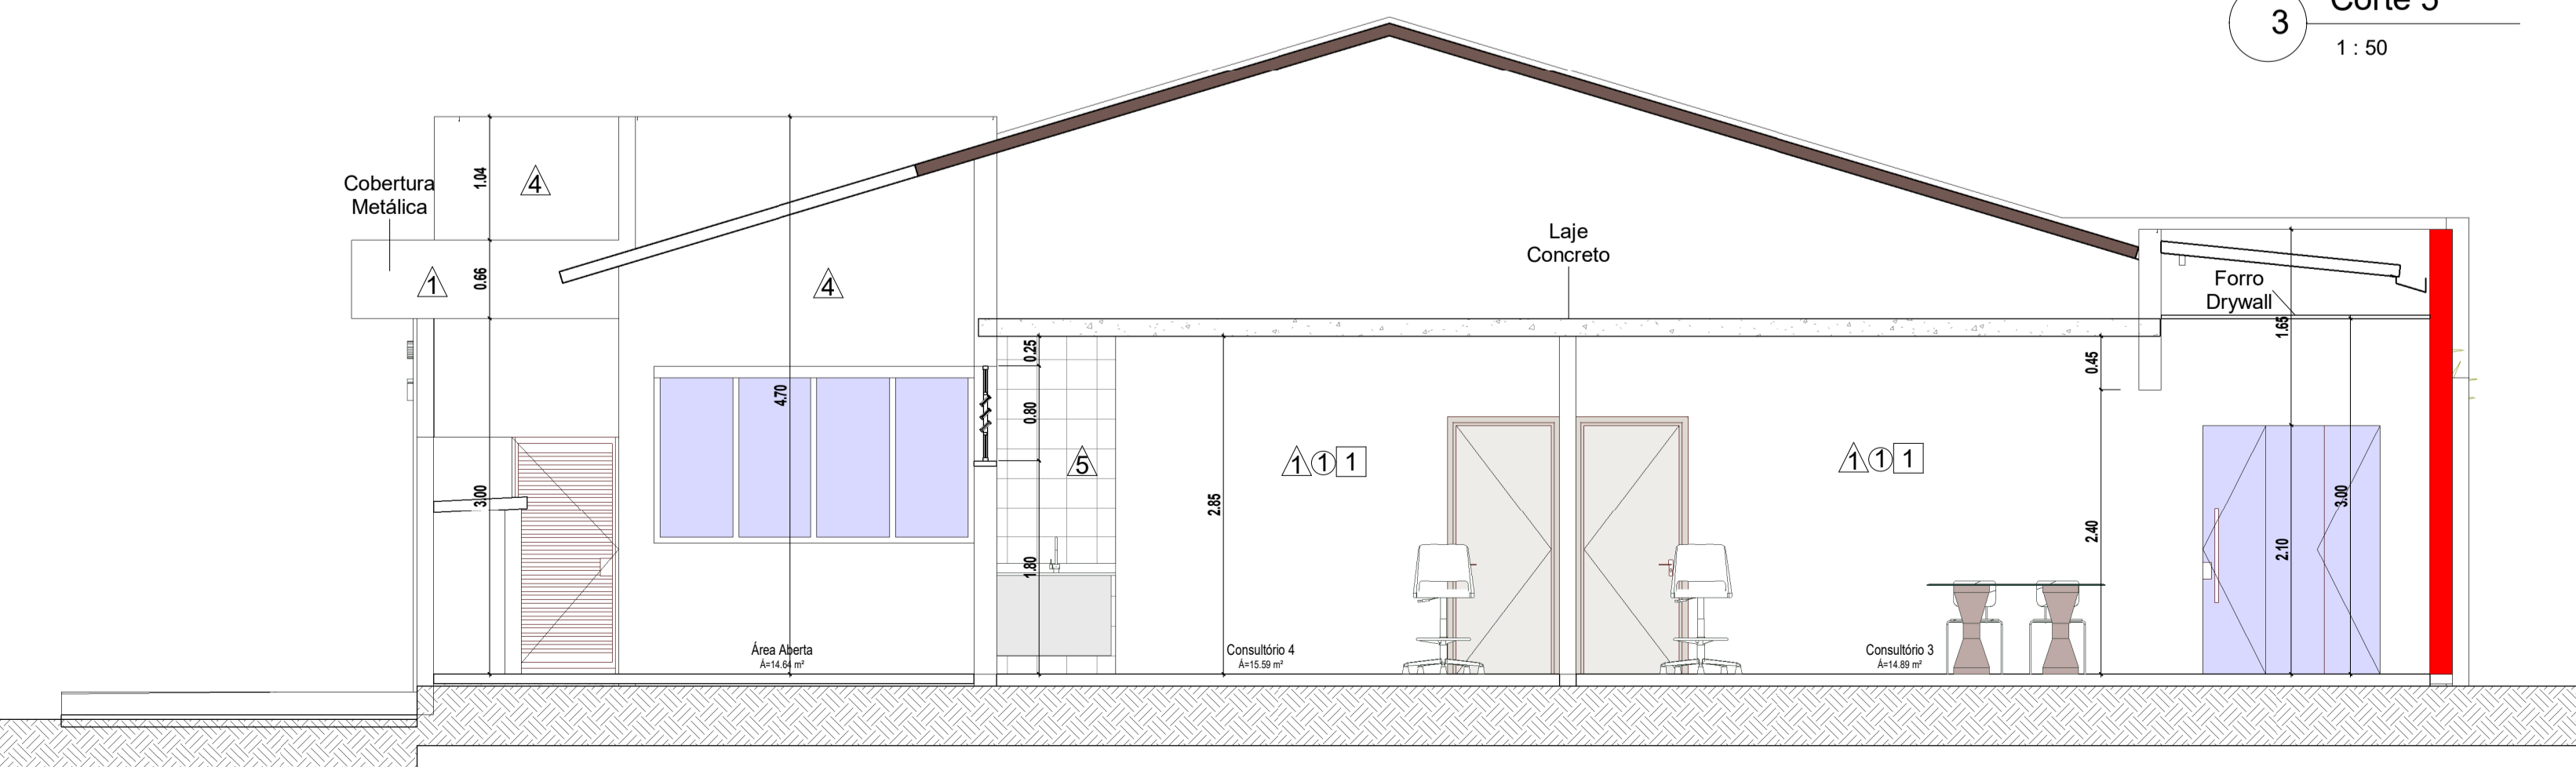 3
Corte 5
1 : 50
Cobertura
Metálica
1.04
4
0.66
1
4
Laje
Concreto
Forro
Drywall
1.65
0.25
0.45
4.70
0.80
5
1 1 1
1 1 1
3.00
2.85
2.40
3.00
1.80
2.10
Área Aberta
Á=14.64 m²
Consultório 4
Á=15.59 m²
Consultório 3
Á=14.89 m²